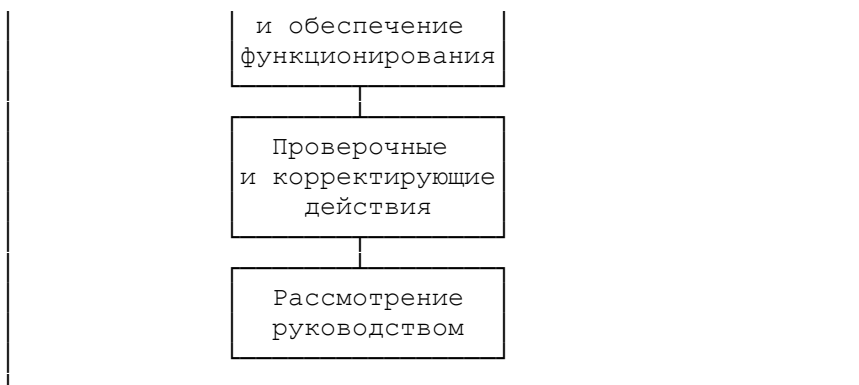 и обеспечение
функционирования
Проверочные
и корректирующие
действия
Рассмотрение
руководством